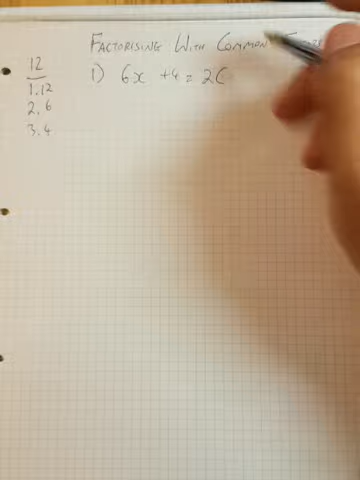 FACTORISING WITH COMMON
12
1) 6x + 4 = 2(
1.12
2.6
3.4